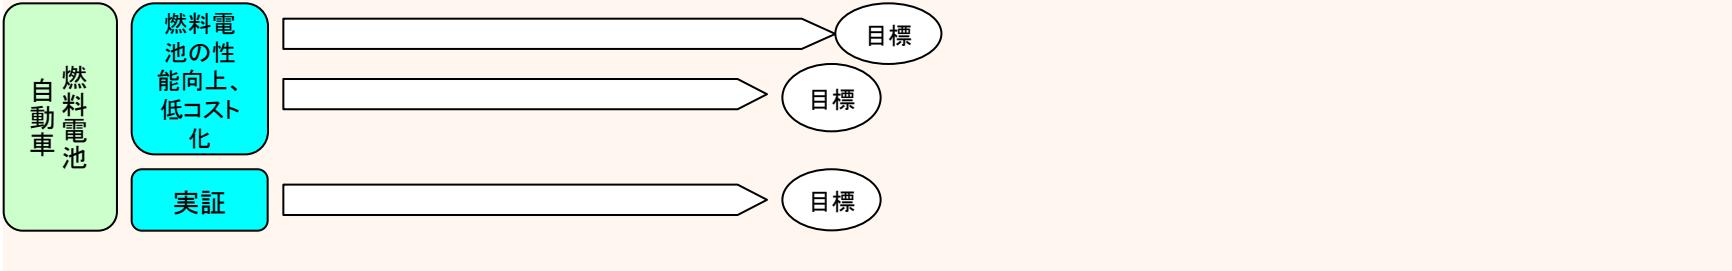 燃料電池
自動車
燃料電
池の性
能向上、
低コスト
化
目標
目標
実証
目標